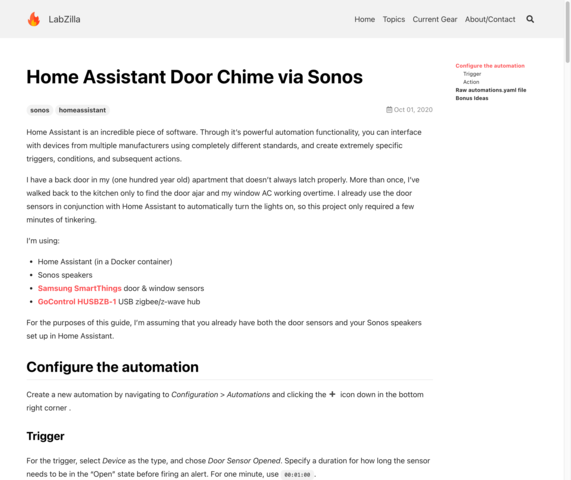 LabZilla
Home Topics Current Gear About/Contact
Home Assistant Door Chime via Sonos
sonos homeassistant Oct 01, 2020
Configure the automation
Trigger
Action
Raw automations.yaml file
Bonus Ideas
Home Assistant is an incredible piece of software. Through it's powerful automation functionality, you can interface
with devices from multiple manufacturers using completely different standards, and create extremely specific
triggers, conditions, and subsequent actions.
I have a back door in my (one hundred year old) apartment that doesn't always latch properly. More than once, I've
walked back to the kitchen only to find the door ajar and my window AC working overtime. I already use the door
sensors in conjunction with Home Assistant to automatically turn the lights on, so this project only required a few
minutes of tinkering.
I'm using:
• Home Assistant (in a Docker container)
• Sonos speakers
• Samsung SmartThings door & window sensors
• GoControl HUSBZB-1 USB zigbee/z-wave hub
For the purposes of this guide, I'm assuming that you already have both the door sensors and your Sonos speakers
set up in Home Assistant.
Configure the automation
Create a new automation by navigating to Configuration > Automations and clicking the + icon down in the bottom
right corner .
Trigger
For the trigger, select Device as the type, and chose Door Sensor Opened. Specify a duration for how long the sensor
needs to be in the "Open" state before firing an alert. For one minute, use 00:01:00 .